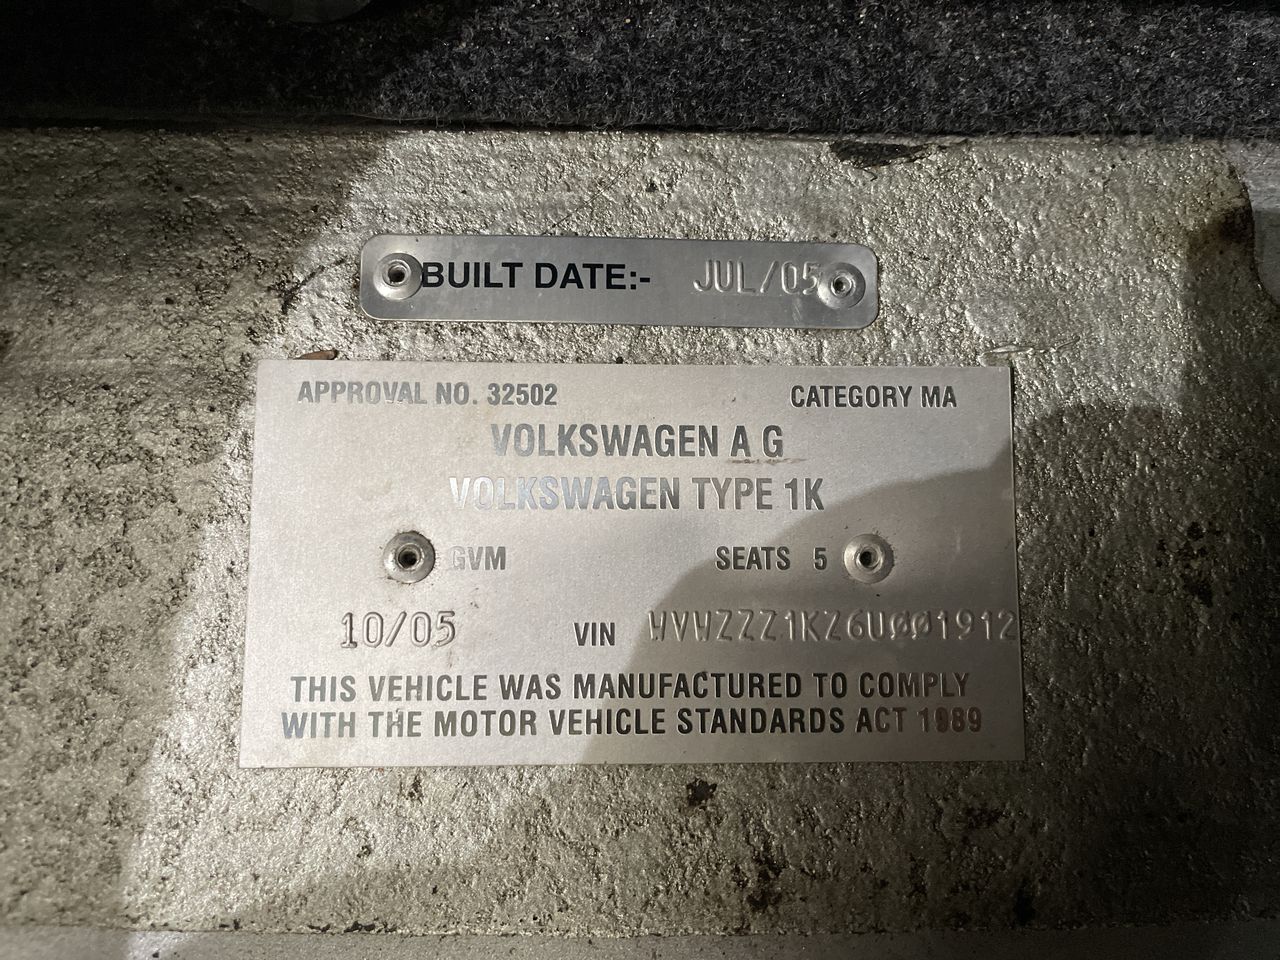 BUILT DATE:- JUL/05
APPROVAL NO. 32502 CATEGORY MA
VOLKSWAGEN A G
VOLKSWAGEN TYPE 1K
GVM SEATS 5
10/05 VIN WVWZZZ1KZ6U001912
THIS VEHICLE WAS MANUFACTURED TO COMPLY
WITH THE MOTOR VEHICLE STANDARDS ACT 1989